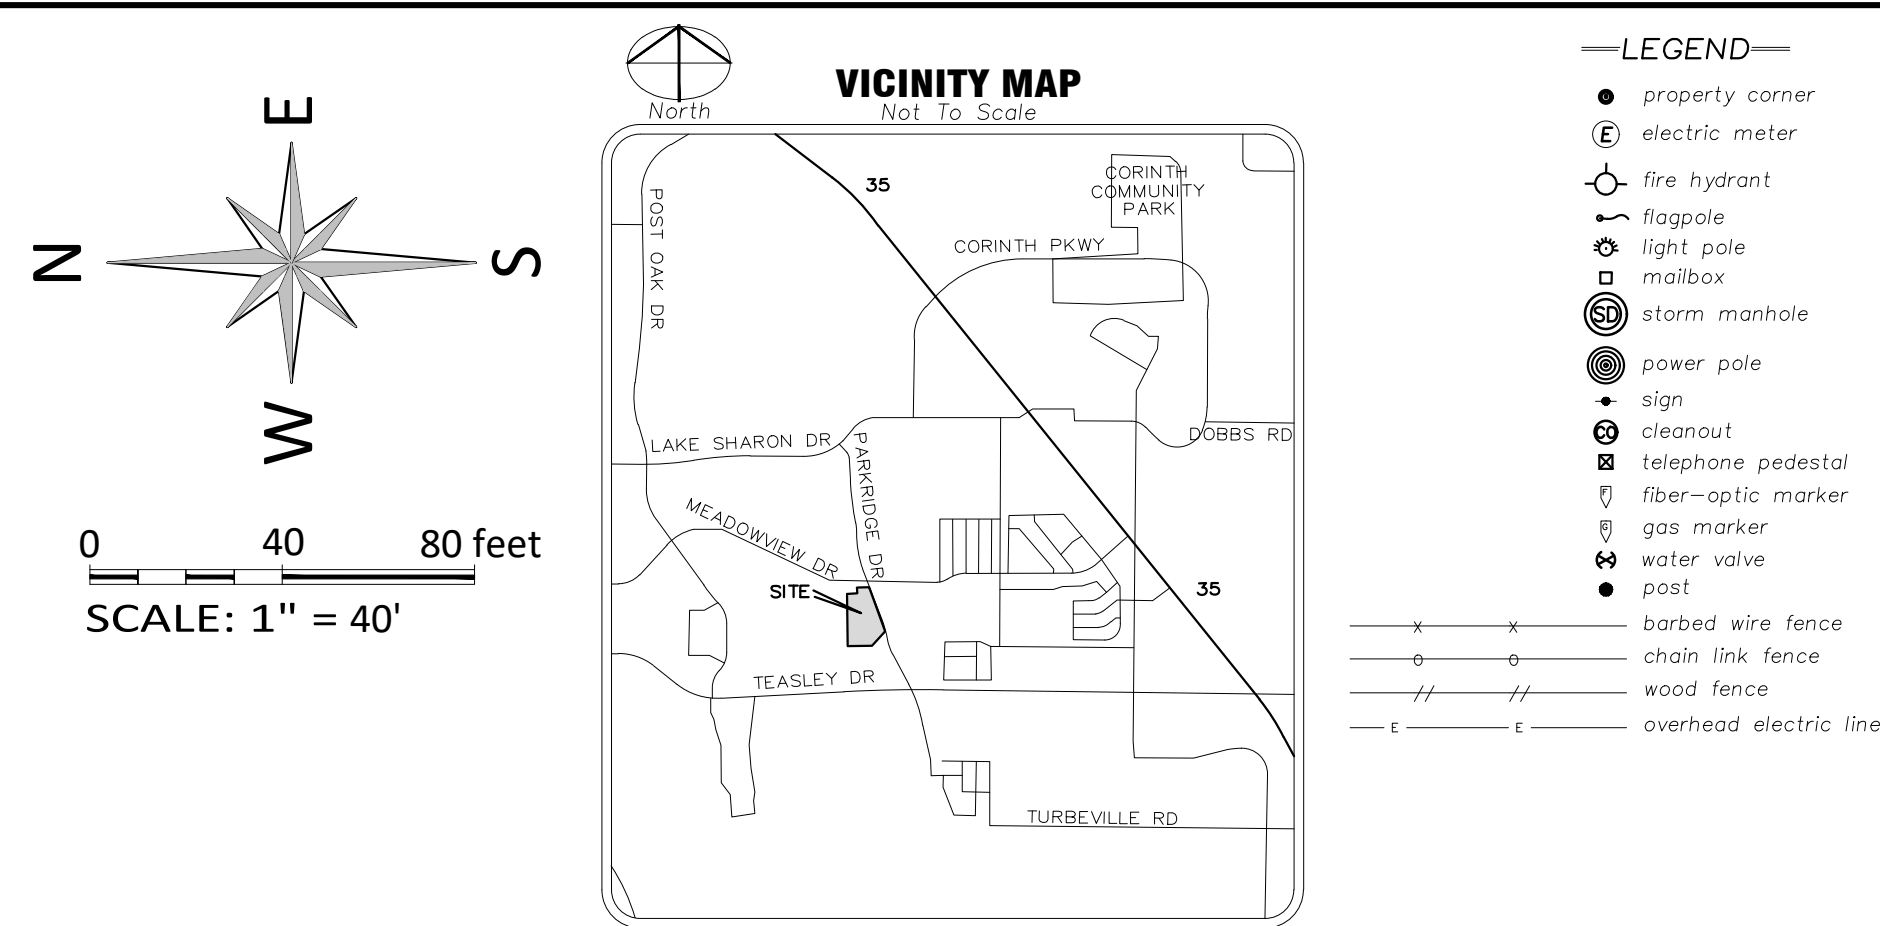 E
N
S
W
0 40 80 feet
SCALE: 1" = 40'
North
VICINITY MAP
Not To Scale
35
CORINTH
COMMUNITY
PARK
POST OAK DR
CORINTH PKWY
DOBBS RD
LAKE SHARON DR
PARKRIDGE DR
MEADOWVIEW DR
SITE
35
TEASLEY DR
TURBEVILLE RD
LEGEND
property corner
E electric meter
fire hydrant
flagpole
light pole
mailbox
SD storm manhole
power pole
sign
CO cleanout
telephone pedestal
F fiber-optic marker
G gas marker
water valve
post
x x barbed wire fence
o o chain link fence
// // wood fence
E E overhead electric line